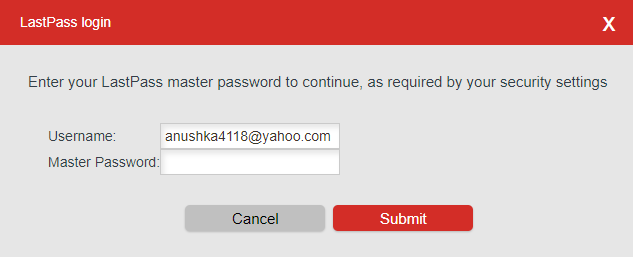 LastPass login X
Enter your LastPass master password to continue, as required by your security settings
Username: anushka4118@yahoo.com
Master Password:
Cancel Submit